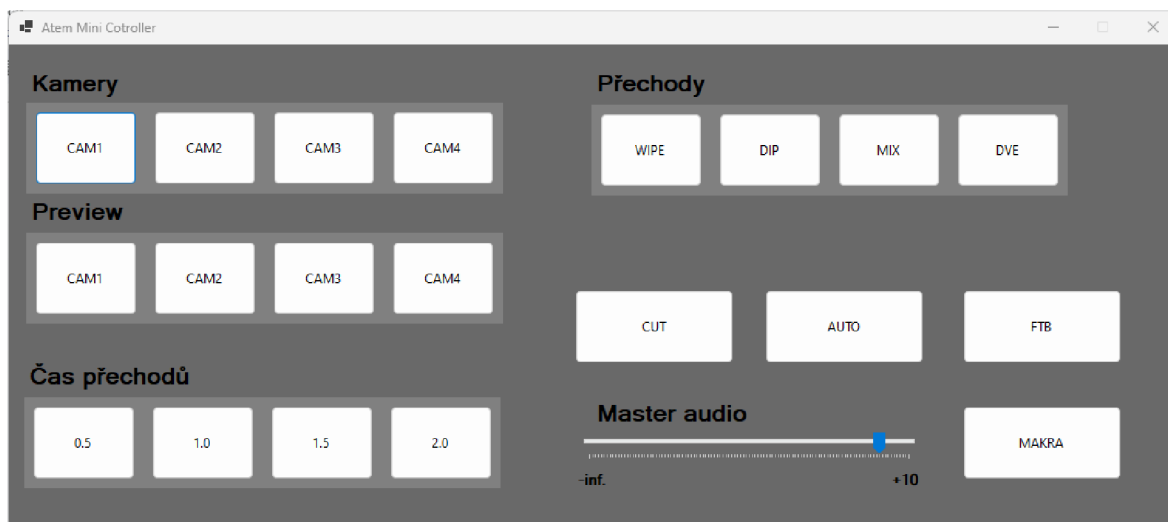 Atem Mini Cotroller
Kamery
CAM1 CAM2 CAM3 CAM4
Preview
CAM1 CAM2 CAM3 CAM4
Čas přechodů
0.5 1.0 1.5 2.0
Přechody
WIPE DIP MIX DVE
CUT AUTO FTB
Master audio
-inf. +10
MAKRA